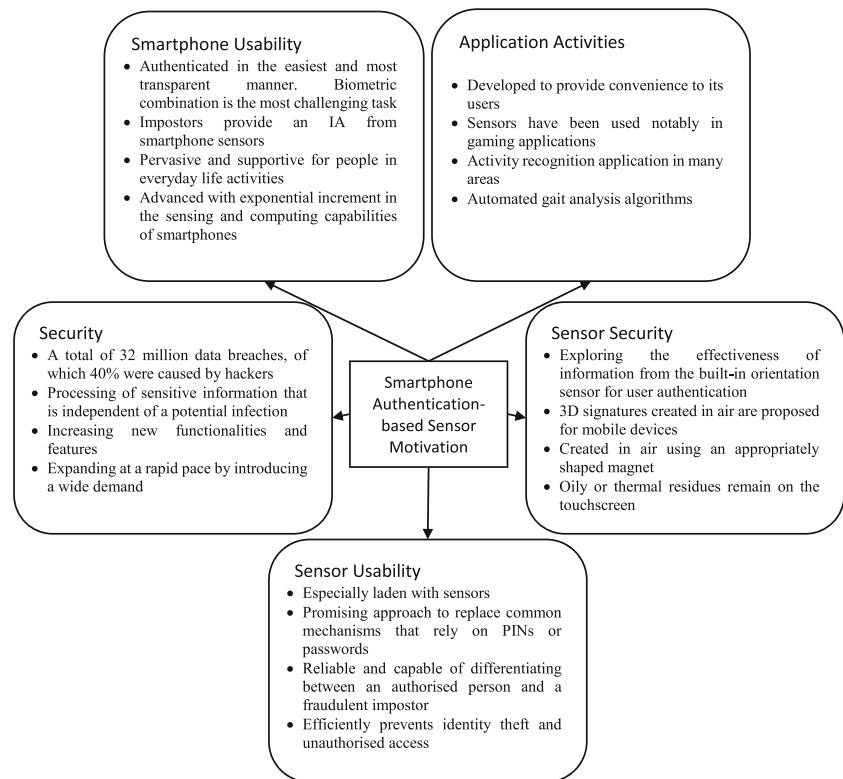 Smartphone Usability
• Authenticated in the easiest and most
transparent manner. Biometric
combination is the most challenging task
• Impostors provide an IA from
smartphone sensors
• Pervasive and supportive for people in
everyday life activities
• Advanced with exponential increment in
the sensing and computing capabilities
of smartphones
Application Activities
• Developed to provide convenience to its
users
• Sensors have been used notably in
gaming applications
• Activity recognition application in many
areas
• Automated gait analysis algorithms
Security
• A total of 32 million data breaches, of
which 40% were caused by hackers
• Processing of sensitive information that
is independent of a potential infection
• Increasing new functionalities and
features
• Expanding at a rapid pace by introducing
a wide demand
Smartphone
Authentication-
based Sensor
Motivation
Sensor Security
• Exploring the effectiveness of
information from the built-in orientation
sensor for user authentication
• 3D signatures created in air are proposed
for mobile devices
• Created in air using an appropriately
shaped magnet
• Oily or thermal residues remain on the
touchscreen
Sensor Usability
• Especially laden with sensors
• Promising approach to replace common
mechanisms that rely on PINs or
passwords
• Reliable and capable of differentiating
between an authorised person and a
fraudulent impostor
• Efficiently prevents identity theft and
unauthorised access